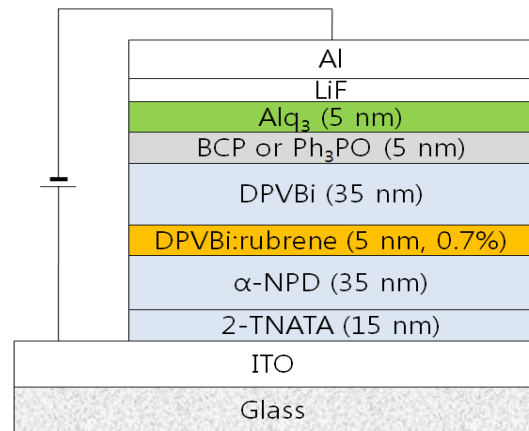 Al
LiF
Alq₃ (5 nm)
BCP or Ph₃PO (5 nm)
DPVBi (35 nm)
DPVBi:rubrene (5 nm, 0.7%)
α-NPD (35 nm)
2-TNATA (15 nm)
ITO
Glass